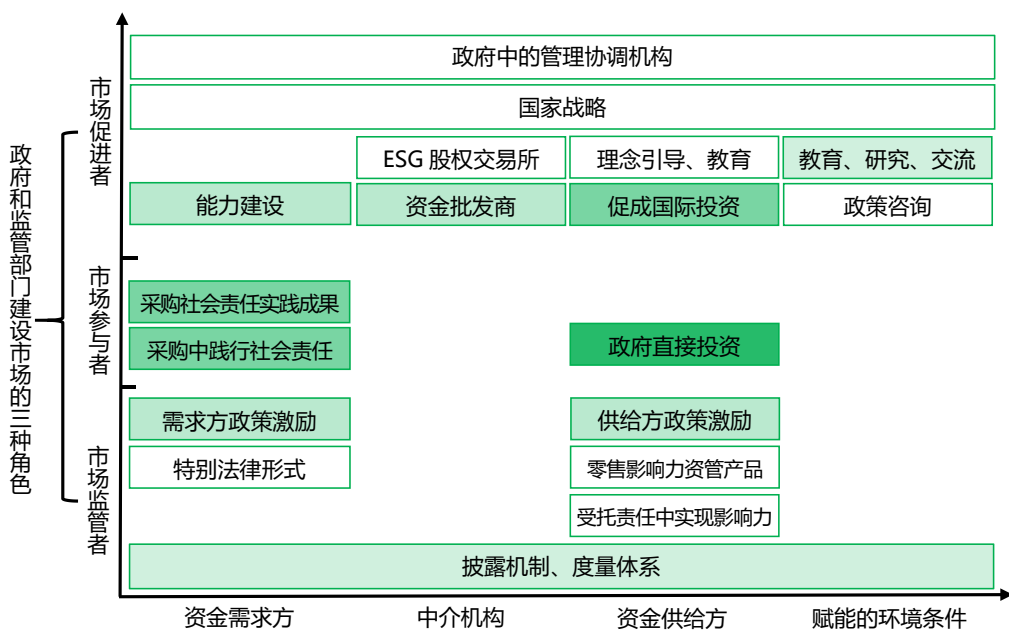 政府和监管部门建设市场的三种角色
市场促进者
政府中的管理协调机构
国家战略
ESG 股权交易所
理念引导、教育
教育、研究、交流
能力建设
资金批发商
促成国际投资
政策咨询
市场参与者
采购社会责任实践成果
采购中践行社会责任
政府直接投资
市场监管者
需求方政策激励
供给方政策激励
特别法律形式
零售影响力资管产品
受托责任中实现影响力
披露机制、度量体系
资金需求方
中介机构
资金供给方
赋能的环境条件